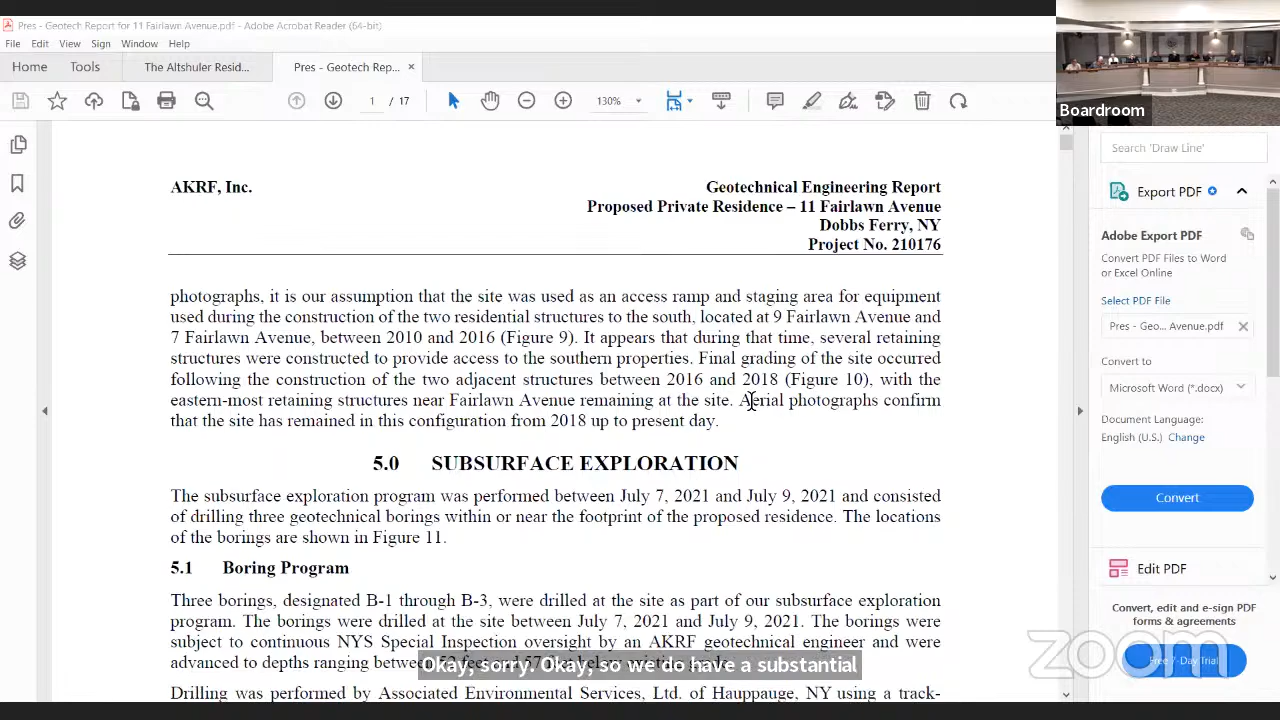 Pres - Geotech Report for 11 Fairlawn Avenue.pdf - Adobe Acrobat Reader (64-bit)
File Edit View Sign Window Help
Home Tools The Altshuler Resid... Pres - Geotech Rep... ×
1 / 17 130%
Boardroom
Search 'Draw Line'
Export PDF
Adobe Export PDF
Convert PDF Files to Word
or Excel Online
Select PDF File
Pres - Geo... Avenue.pdf
Convert to
Microsoft Word (*.docx)
Document Language:
English (U.S.) Change
Convert
Edit PDF
Convert, edit and e-sign PDF
forms & agreements
Free 7-Day Trial
zoom
AKRF, Inc. Geotechnical Engineering Report
Proposed Private Residence – 11 Fairlawn Avenue
Dobbs Ferry, NY
Project No. 210176
photographs, it is our assumption that the site was used as an access ramp and staging area for equipment
used during the construction of the two residential structures to the south, located at 9 Fairlawn Avenue and
7 Fairlawn Avenue, between 2010 and 2016 (Figure 9). It appears that during that time, several retaining
structures were constructed to provide access to the southern properties. Final grading of the site occurred
following the construction of the two adjacent structures between 2016 and 2018 (Figure 10), with the
eastern-most retaining structures near Fairlawn Avenue remaining at the site. Aerial photographs confirm
that the site has remained in this configuration from 2018 up to present day.
5.0 SUBSURFACE EXPLORATION
The subsurface exploration program was performed between July 7, 2021 and July 9, 2021 and consisted
of drilling three geotechnical borings within or near the footprint of the proposed residence. The locations
of the borings are shown in Figure 11.
5.1 Boring Program
Three borings, designated B-1 through B-3, were drilled at the site as part of our subsurface exploration
program. The borings were drilled at the site between July 7, 2021 and July 9, 2021. The borings were
subject to continuous NYS Special Inspection oversight by an AKRF geotechnical engineer and were
advanced to depths ranging
Okay, sorry. Okay, so we do have a substantial
Drilling was performed by Associated Environmental Services, Ltd. of Hauppauge, NY using a track-